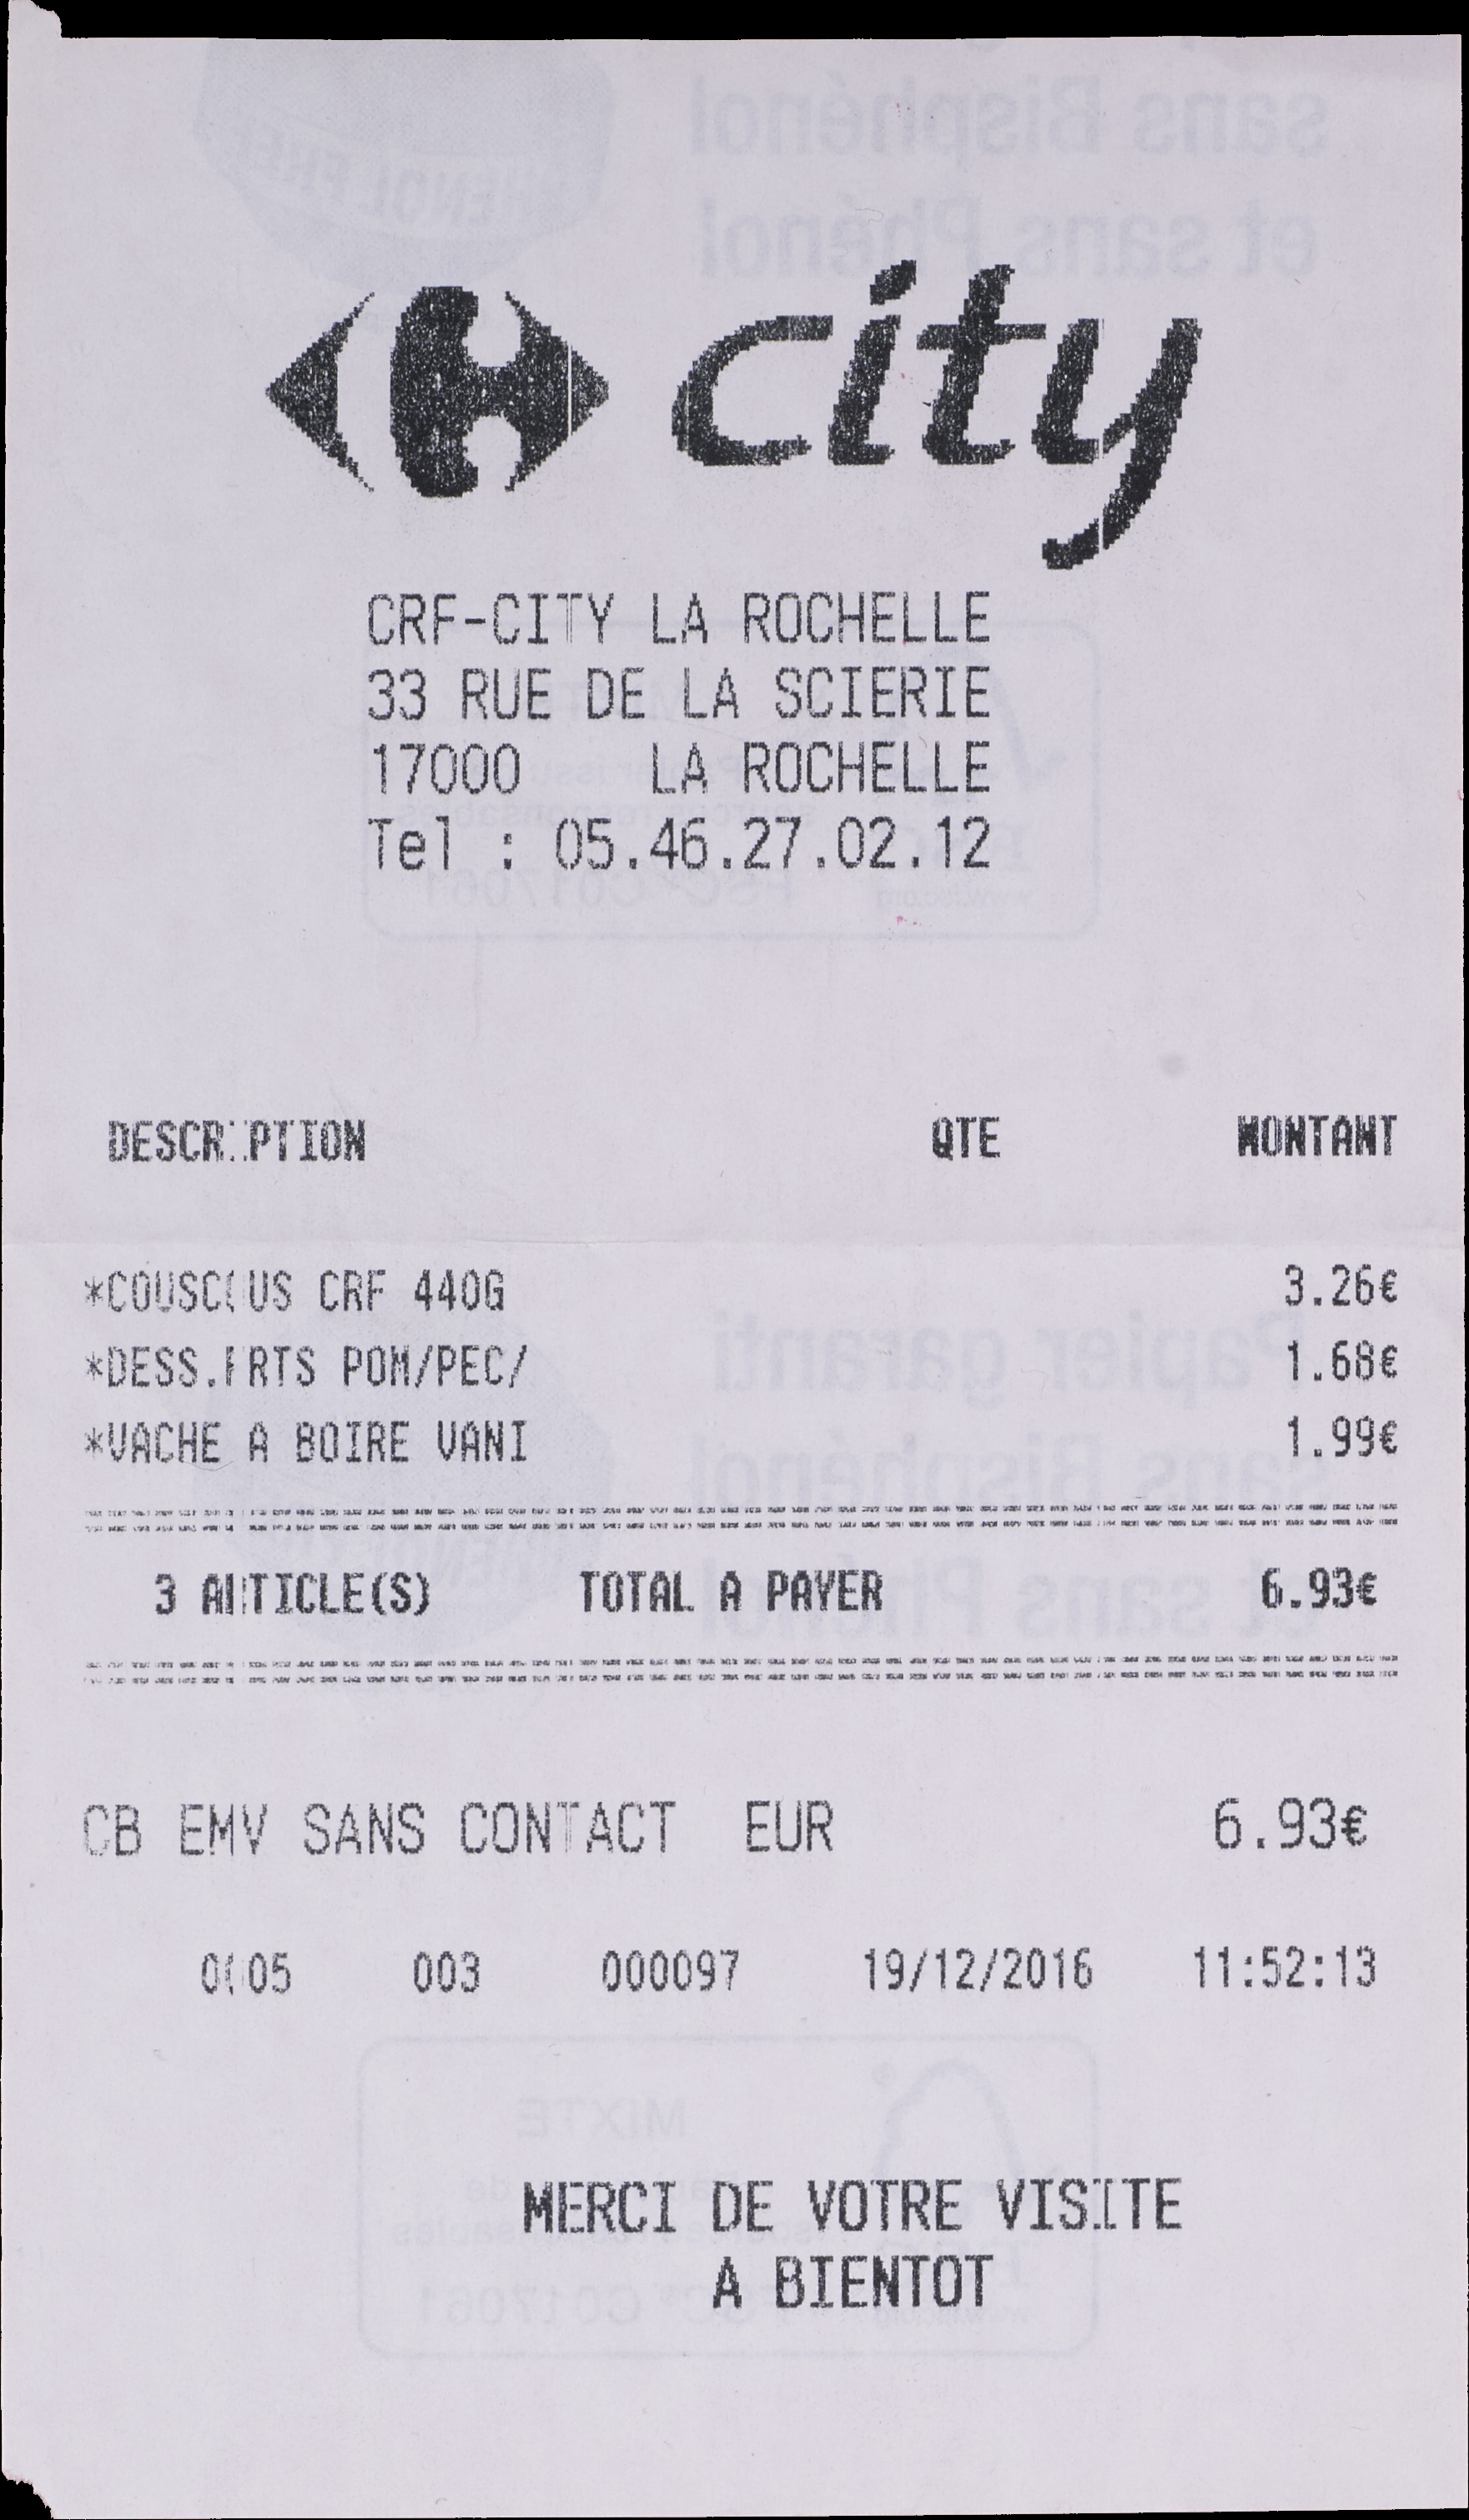 city
CRF-CITY LA ROCHELLE
33 RUE DE LA SCIERIE
17000 LA ROCHELLE
Tel : 05.46.27.02.12
DESCRIPTION QTE MONTANT
*COUSCOUS CRF 440G 3.26€
*DESS.FRTS POM/PEC/ 1.68€
*VACHE A BOIRE VANI 1.99€
3 ARTICLE(S) TOTAL A PAYER 6.93€
CB EMV SANS CONTACT EUR 6.93€
0005 003 000097 19/12/2016 11:52:13
MERCI DE VOTRE VISITE
A BIENTOT